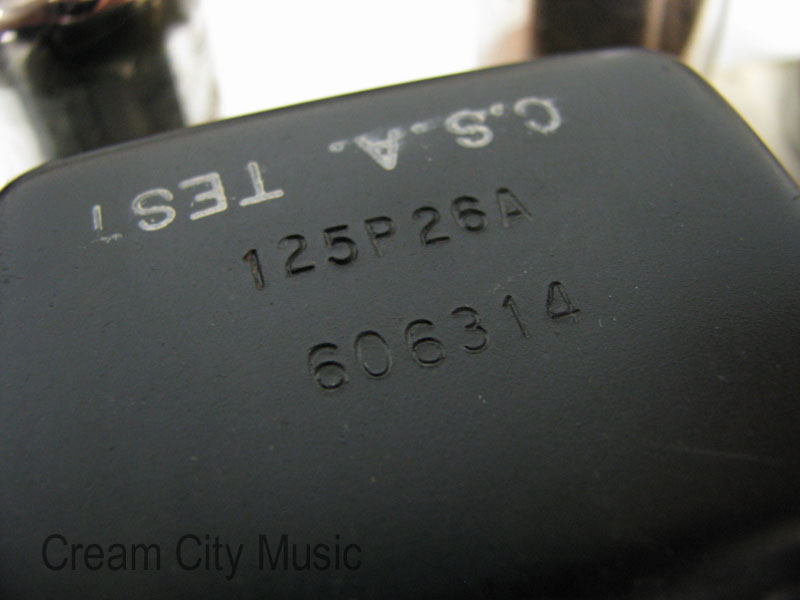 C.S.A. TEST
125P26A
606314
Cream City Music